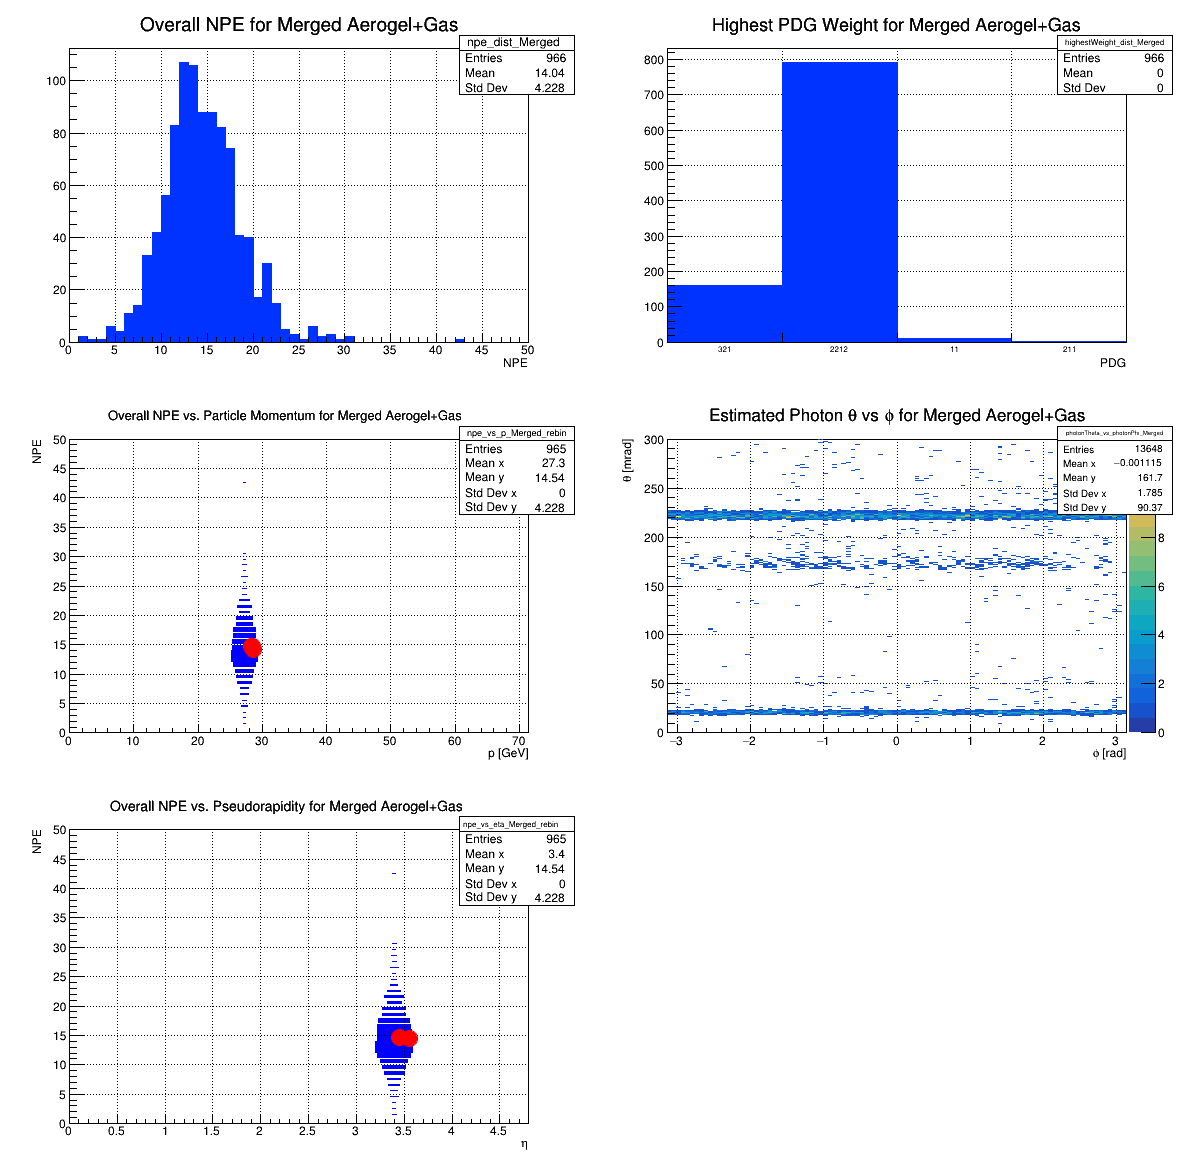 Overall NPE for Merged Aerogel+Gas
npe_dist_Merged
Entries 966
Mean 14.04
Std Dev 4.228
100
80
60
40
20
0
0 5 10 15 20 25 30 35 40 45 50
NPE
Highest PDG Weight for Merged Aerogel+Gas
highestWeight_dist_Merged
Entries 966
Mean 0
Std Dev 0
800
700
600
500
400
300
200
100
0
321 2212 11 211
PDG
Overall NPE vs. Particle Momentum for Merged Aerogel+Gas
npe_vs_p_Merged_rebin
Entries 965
Mean x 27.3
Mean y 14.54
Std Dev x 0
Std Dev y 4.228
NPE
50
45
40
35
30
25
20
15
10
5
0
0 10 20 30 40 50 60 70
p [GeV]
Estimated Photon θ vs ϕ for Merged Aerogel+Gas
photonTheta_vs_photonPhi_Merged
Entries 13648
Mean x −0.001115
Mean y 161.7
Std Dev x 1.785
Std Dev y 90.37
θ [mrad]
300
250
200
150
100
50
0
−3 −2 −1 0 1 2 3
ϕ [rad]
8
6
4
2
0
Overall NPE vs. Pseudorapidity for Merged Aerogel+Gas
npe_vs_eta_Merged_rebin
Entries 965
Mean x 3.4
Mean y 14.54
Std Dev x 0
Std Dev y 4.228
NPE
50
45
40
35
30
25
20
15
10
5
0
0 0.5 1 1.5 2 2.5 3 3.5 4 4.5
η